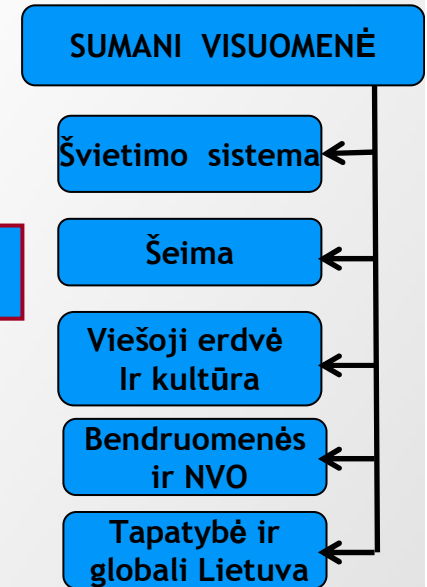 SUMANI VISUOMENĖ
Švietimo sistema
Šeima
Viešoji erdvė
Ir kultūra
Bendruomenės
ir NVO
Tapatybė ir
globali Lietuva